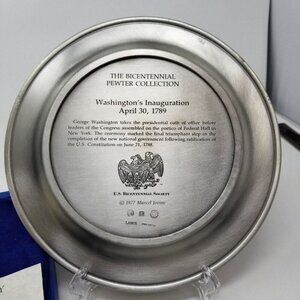 THE BICENTENNIAL
PEWTER COLLECTION
Washington's Inauguration
April 30, 1789
George Washington takes the presidential oath of office before
leaders of the Congress assembled on the portico of Federal Hall in
New York. The ceremony marked the final triumphant step in the
completion of the new national government following ratification of
the U.S. Constitution on June 21, 1788.
U.S. BICENTENNIAL SOCIETY
© 1977 Marcel Jovine